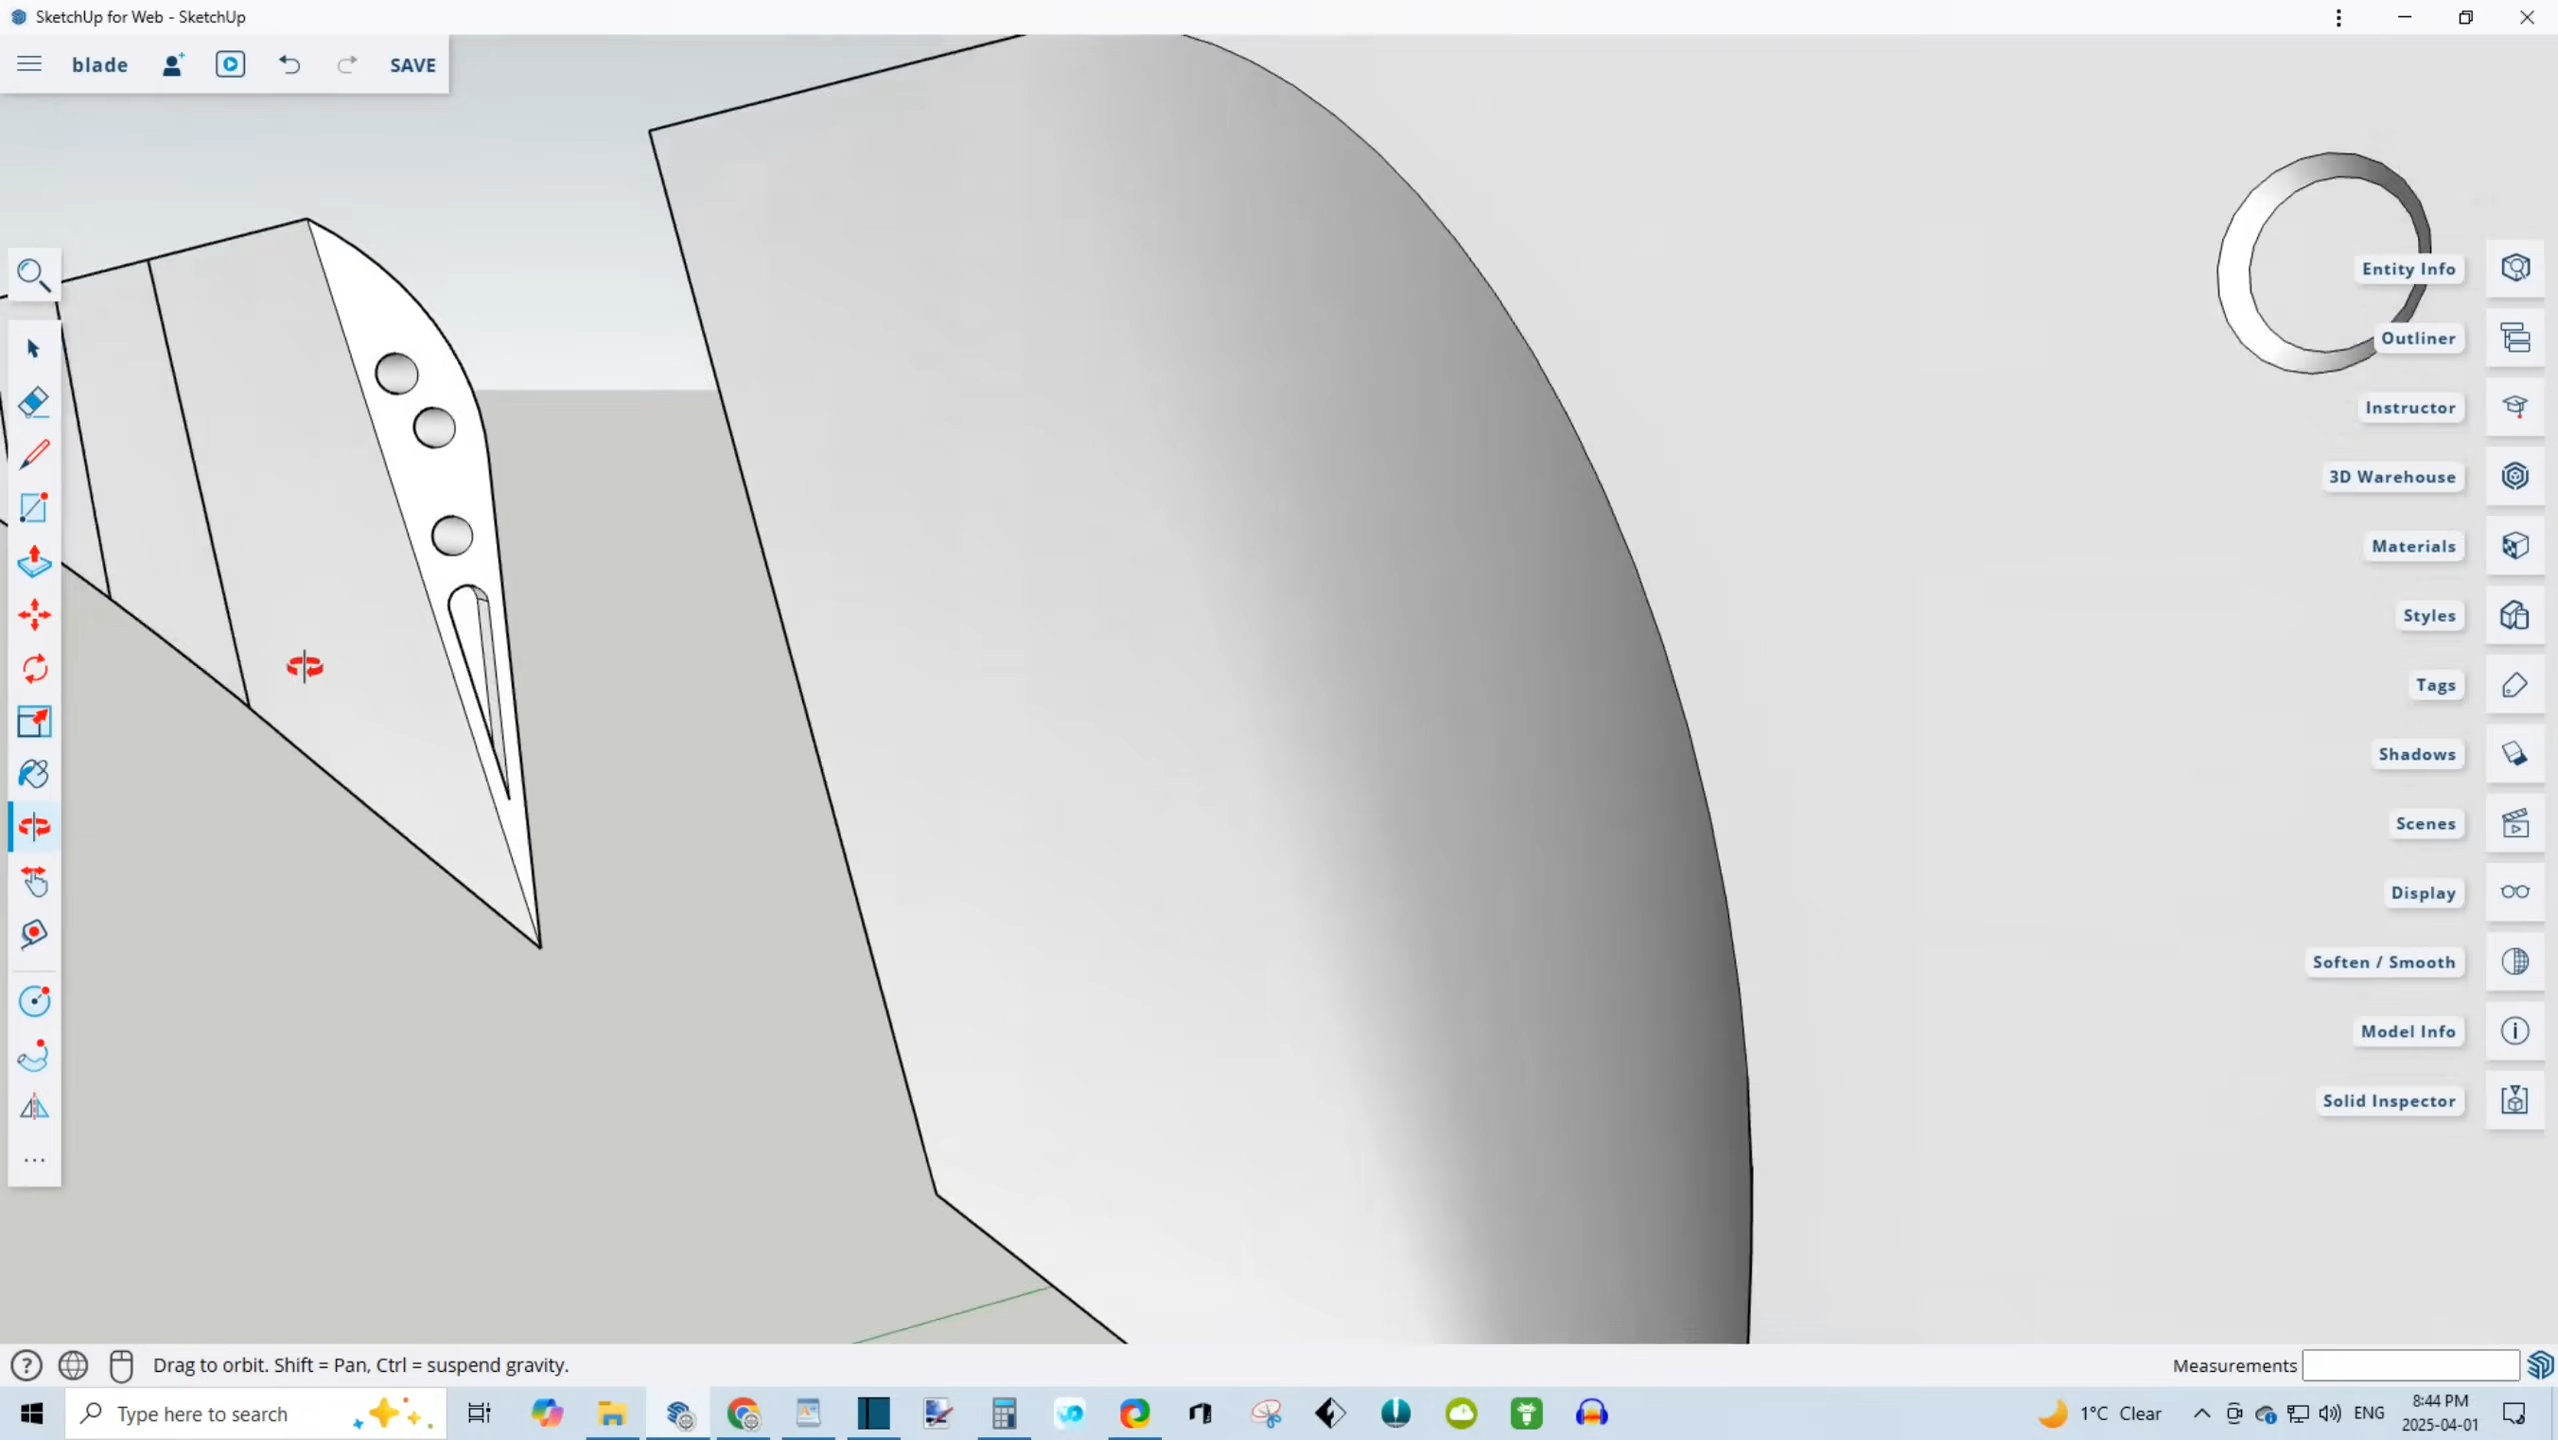 SketchUp for Web - SketchUp
blade
SAVE
Entity Info
Outliner
Instructor
3D Warehouse
Materials
Styles
Tags
Shadows
Scenes
Display
Soften / Smooth
Model Info
Solid Inspector
Drag to orbit. Shift = Pan, Ctrl = suspend gravity.
Measurements
Type here to search
1°C Clear
ENG
8:44 PM
2025-04-01